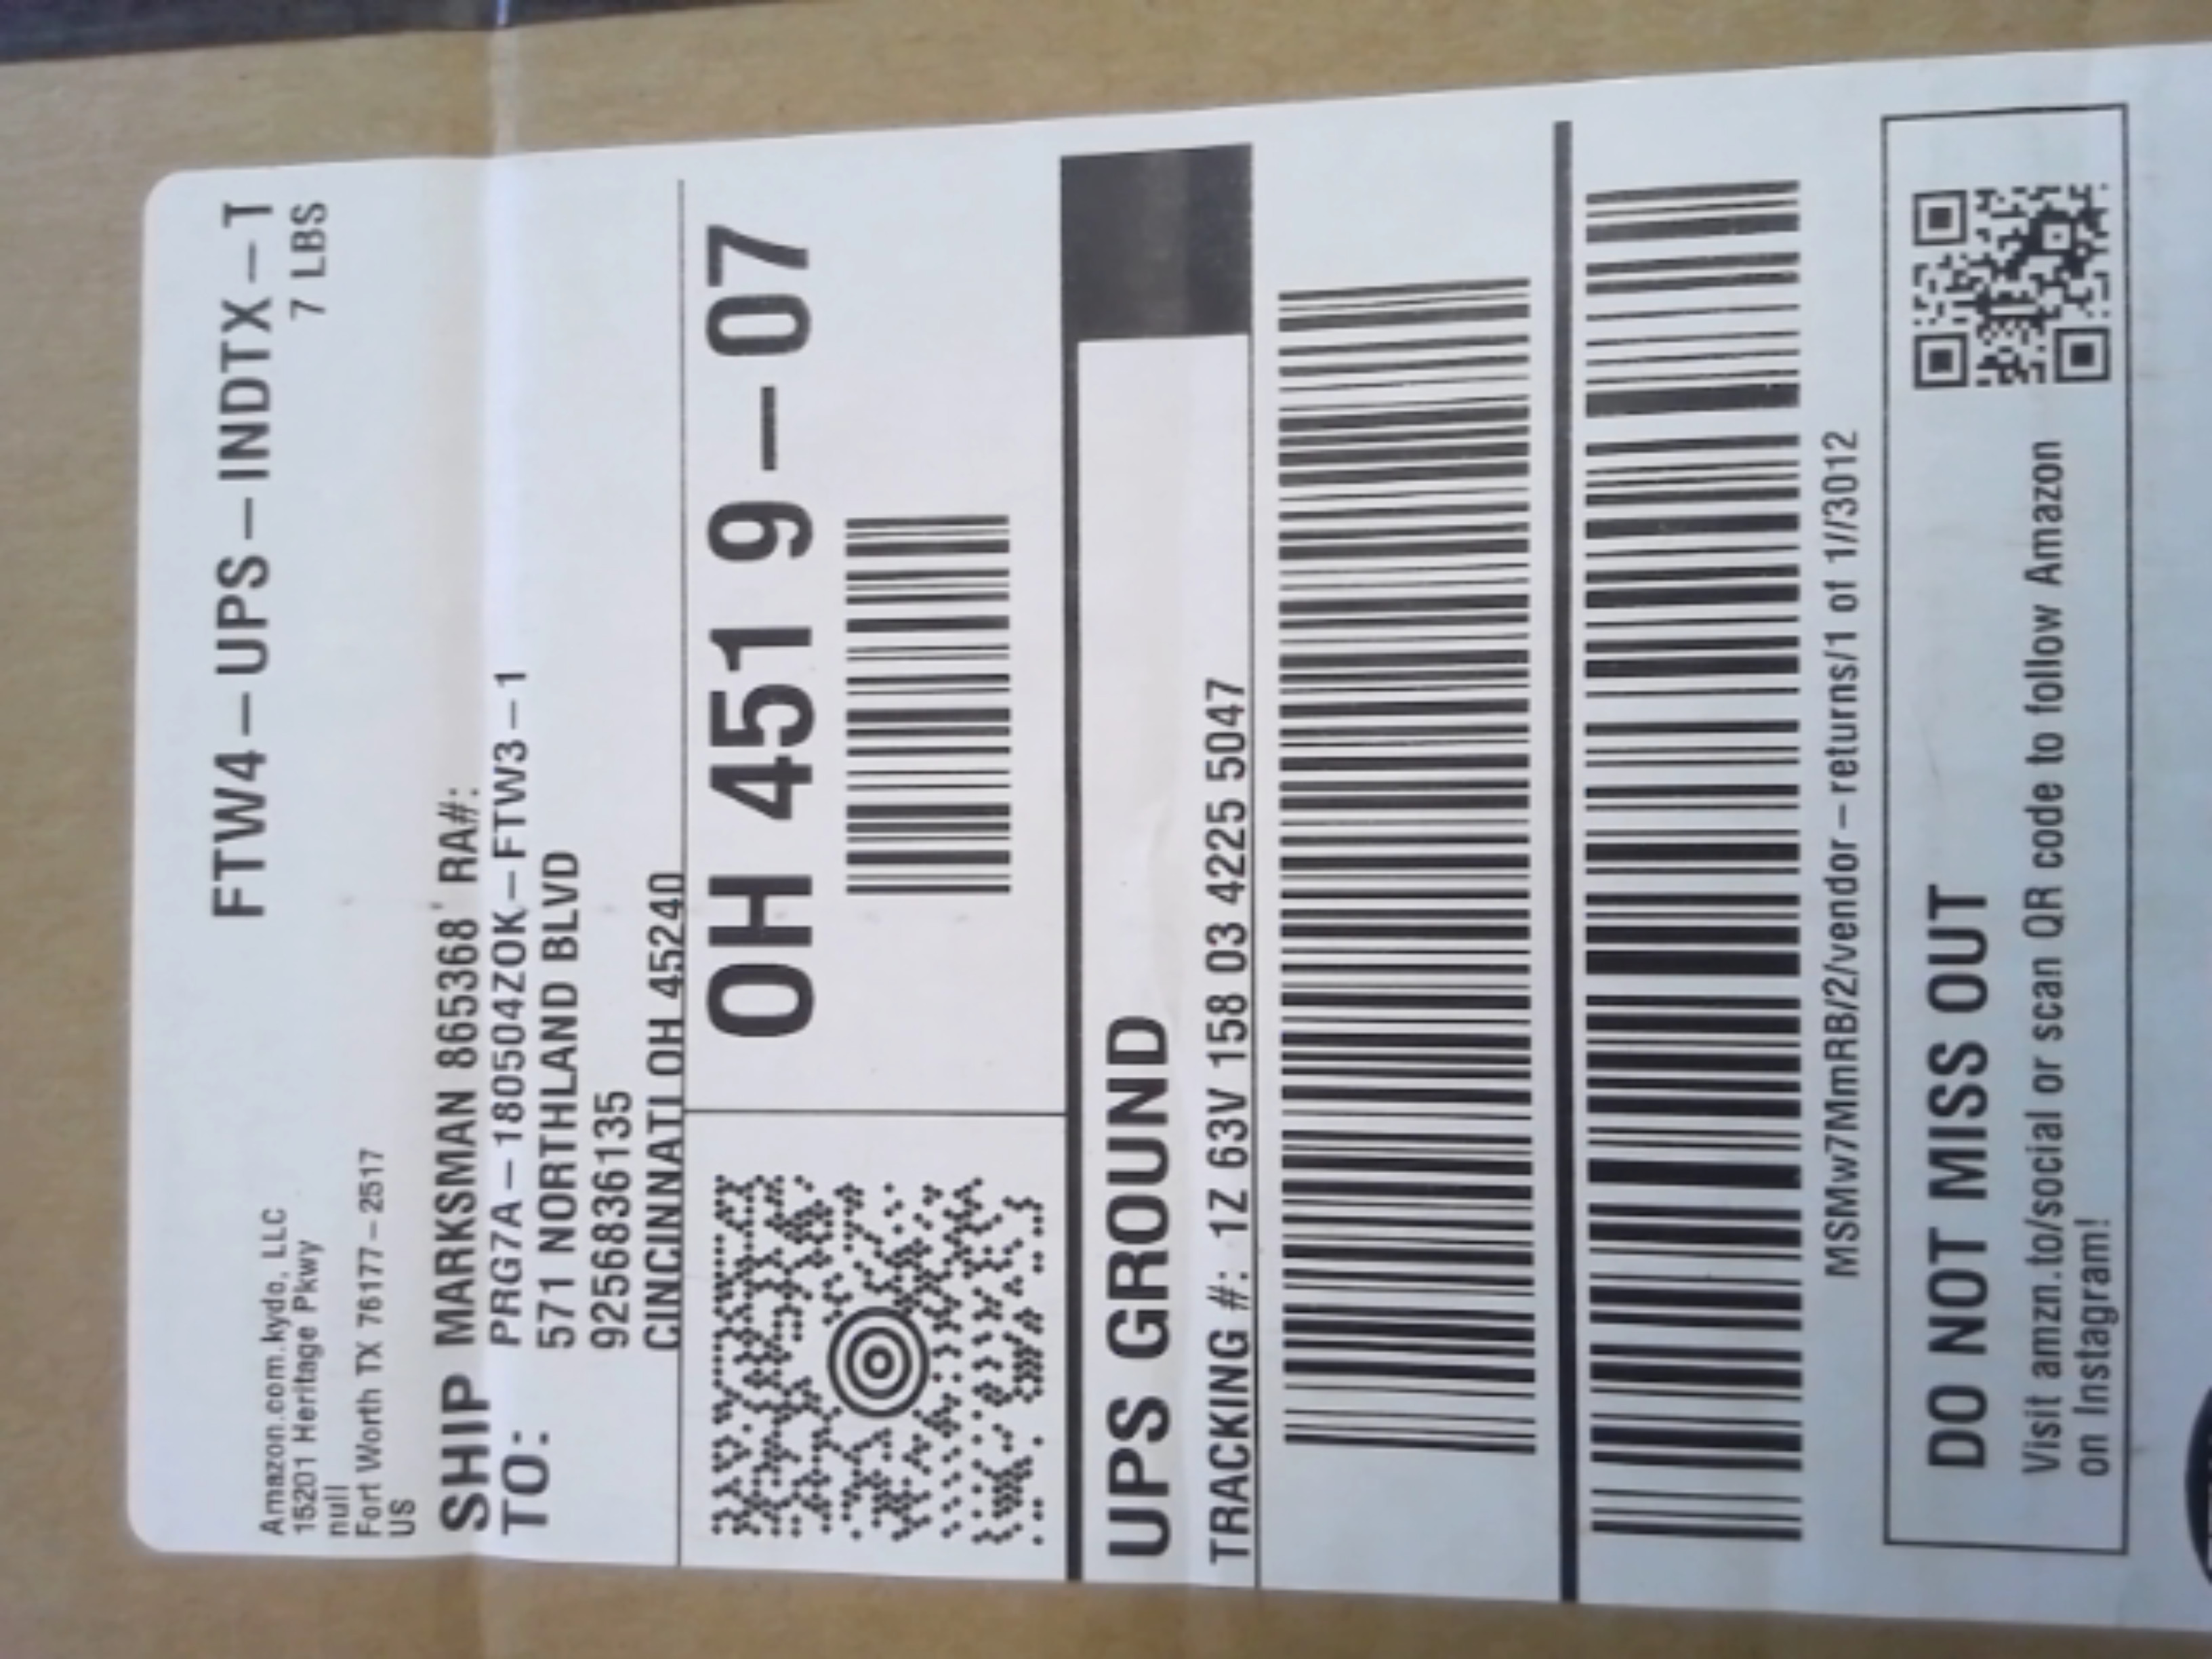 FTW4-UPS-INDTX-T
7 LBS
Amazon.com.kydc, LLC
15201 Heritage Pkwy
null
Fort Worth TX 76177-2517
US
SHIP TO:
MARKSMAN 865368 RA#:
PRG7A-180504ZOK-FTW3-1
571 NORTHLAND BLVD
9256836135
CINCINNATI OH 45240
OH 451 9-07
UPS GROUND
TRACKING #: 1Z 63V 158 03 4225 5047
MSMw7MmRB/2/vendor-returns/1 of 1//3012
DO NOT MISS OUT
Visit amzn.to/social or scan QR code to follow Amazon
on Instagram!